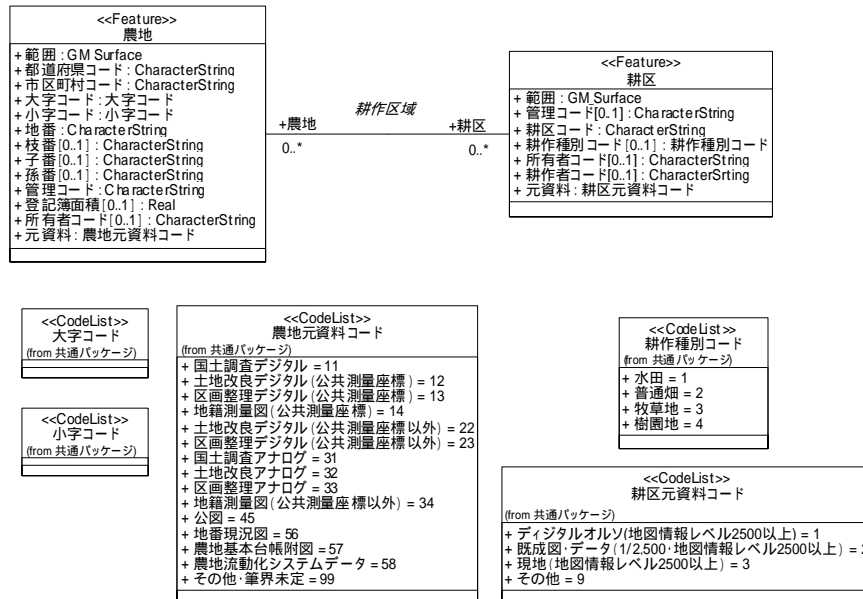 <<Feature>>
農地
+ 範囲 : GM Surface
+ 都道府県コード : CharacterString
+ 市区町村コード : CharacterString
+ 大字コード : 大字コード
+ 小字コード : 小字コード
+ 地番 : CharacterString
+ 枝番[0..1] : CharacterString
+ 子番[0..1] : CharacterString
+ 孫番[0..1] : CharacterString
+ 管理コード : CharacterString
+ 登記簿面積[0..1] : Real
+ 所有者コード[0..1] : CharacterString
+ 元資料 : 農地元資料コード
耕作区域
+農地
+耕区
0..*
0..*
<<Feature>>
耕区
+ 範囲 : GM_Surface
+ 管理コード[0..1] : CharacterString
+ 耕区コード : CharacterString
+ 耕作種別コード[0..1] : 耕作種別コード
+ 所有者コード[0..1] : CharacterString
+ 耕作者コード[0..1] : CharacterSrting
+ 元資料 : 耕区元資料コード
<<CodeList>>
大字コード
(from 共通パッケージ)
<<CodeList>>
小字コード
(from 共通パッケージ)
<<CodeList>>
農地元資料コード
(from 共通パッケージ)
+ 国土調査デジタル = 11
+ 土地改良デジタル(公共測量座標) = 12
+ 区画整理デジタル(公共測量座標) = 13
+ 地籍測量図(公共測量座標) = 14
+ 土地改良デジタル(公共測量座標以外) = 22
+ 区画整理デジタル(公共測量座標以外) = 23
+ 国土調査アナログ = 31
+ 土地改良アナログ = 32
+ 区画整理アナログ = 33
+ 地籍測量図(公共測量座標以外) = 34
+ 公図 = 45
+ 地番現況図 = 56
+ 農地基本台帳附図 = 57
+ 農地流動化システムデータ = 58
+ その他・筆界未定 = 99
<<CodeList>>
耕作種別コード
(from 共通パッケージ)
+ 水田 = 1
+ 普通畑 = 2
+ 牧草地 = 3
+ 樹園地 = 4
<<CodeList>>
耕区元資料コード
(from 共通パッケージ)
+ ディジタルオルソ(地図情報レベル2500以上) = 1
+ 既成図・データ(1/2,500・地図情報レベル2500以上) = 2
+ 現地(地図情報レベル2500以上) = 3
+ その他 = 9